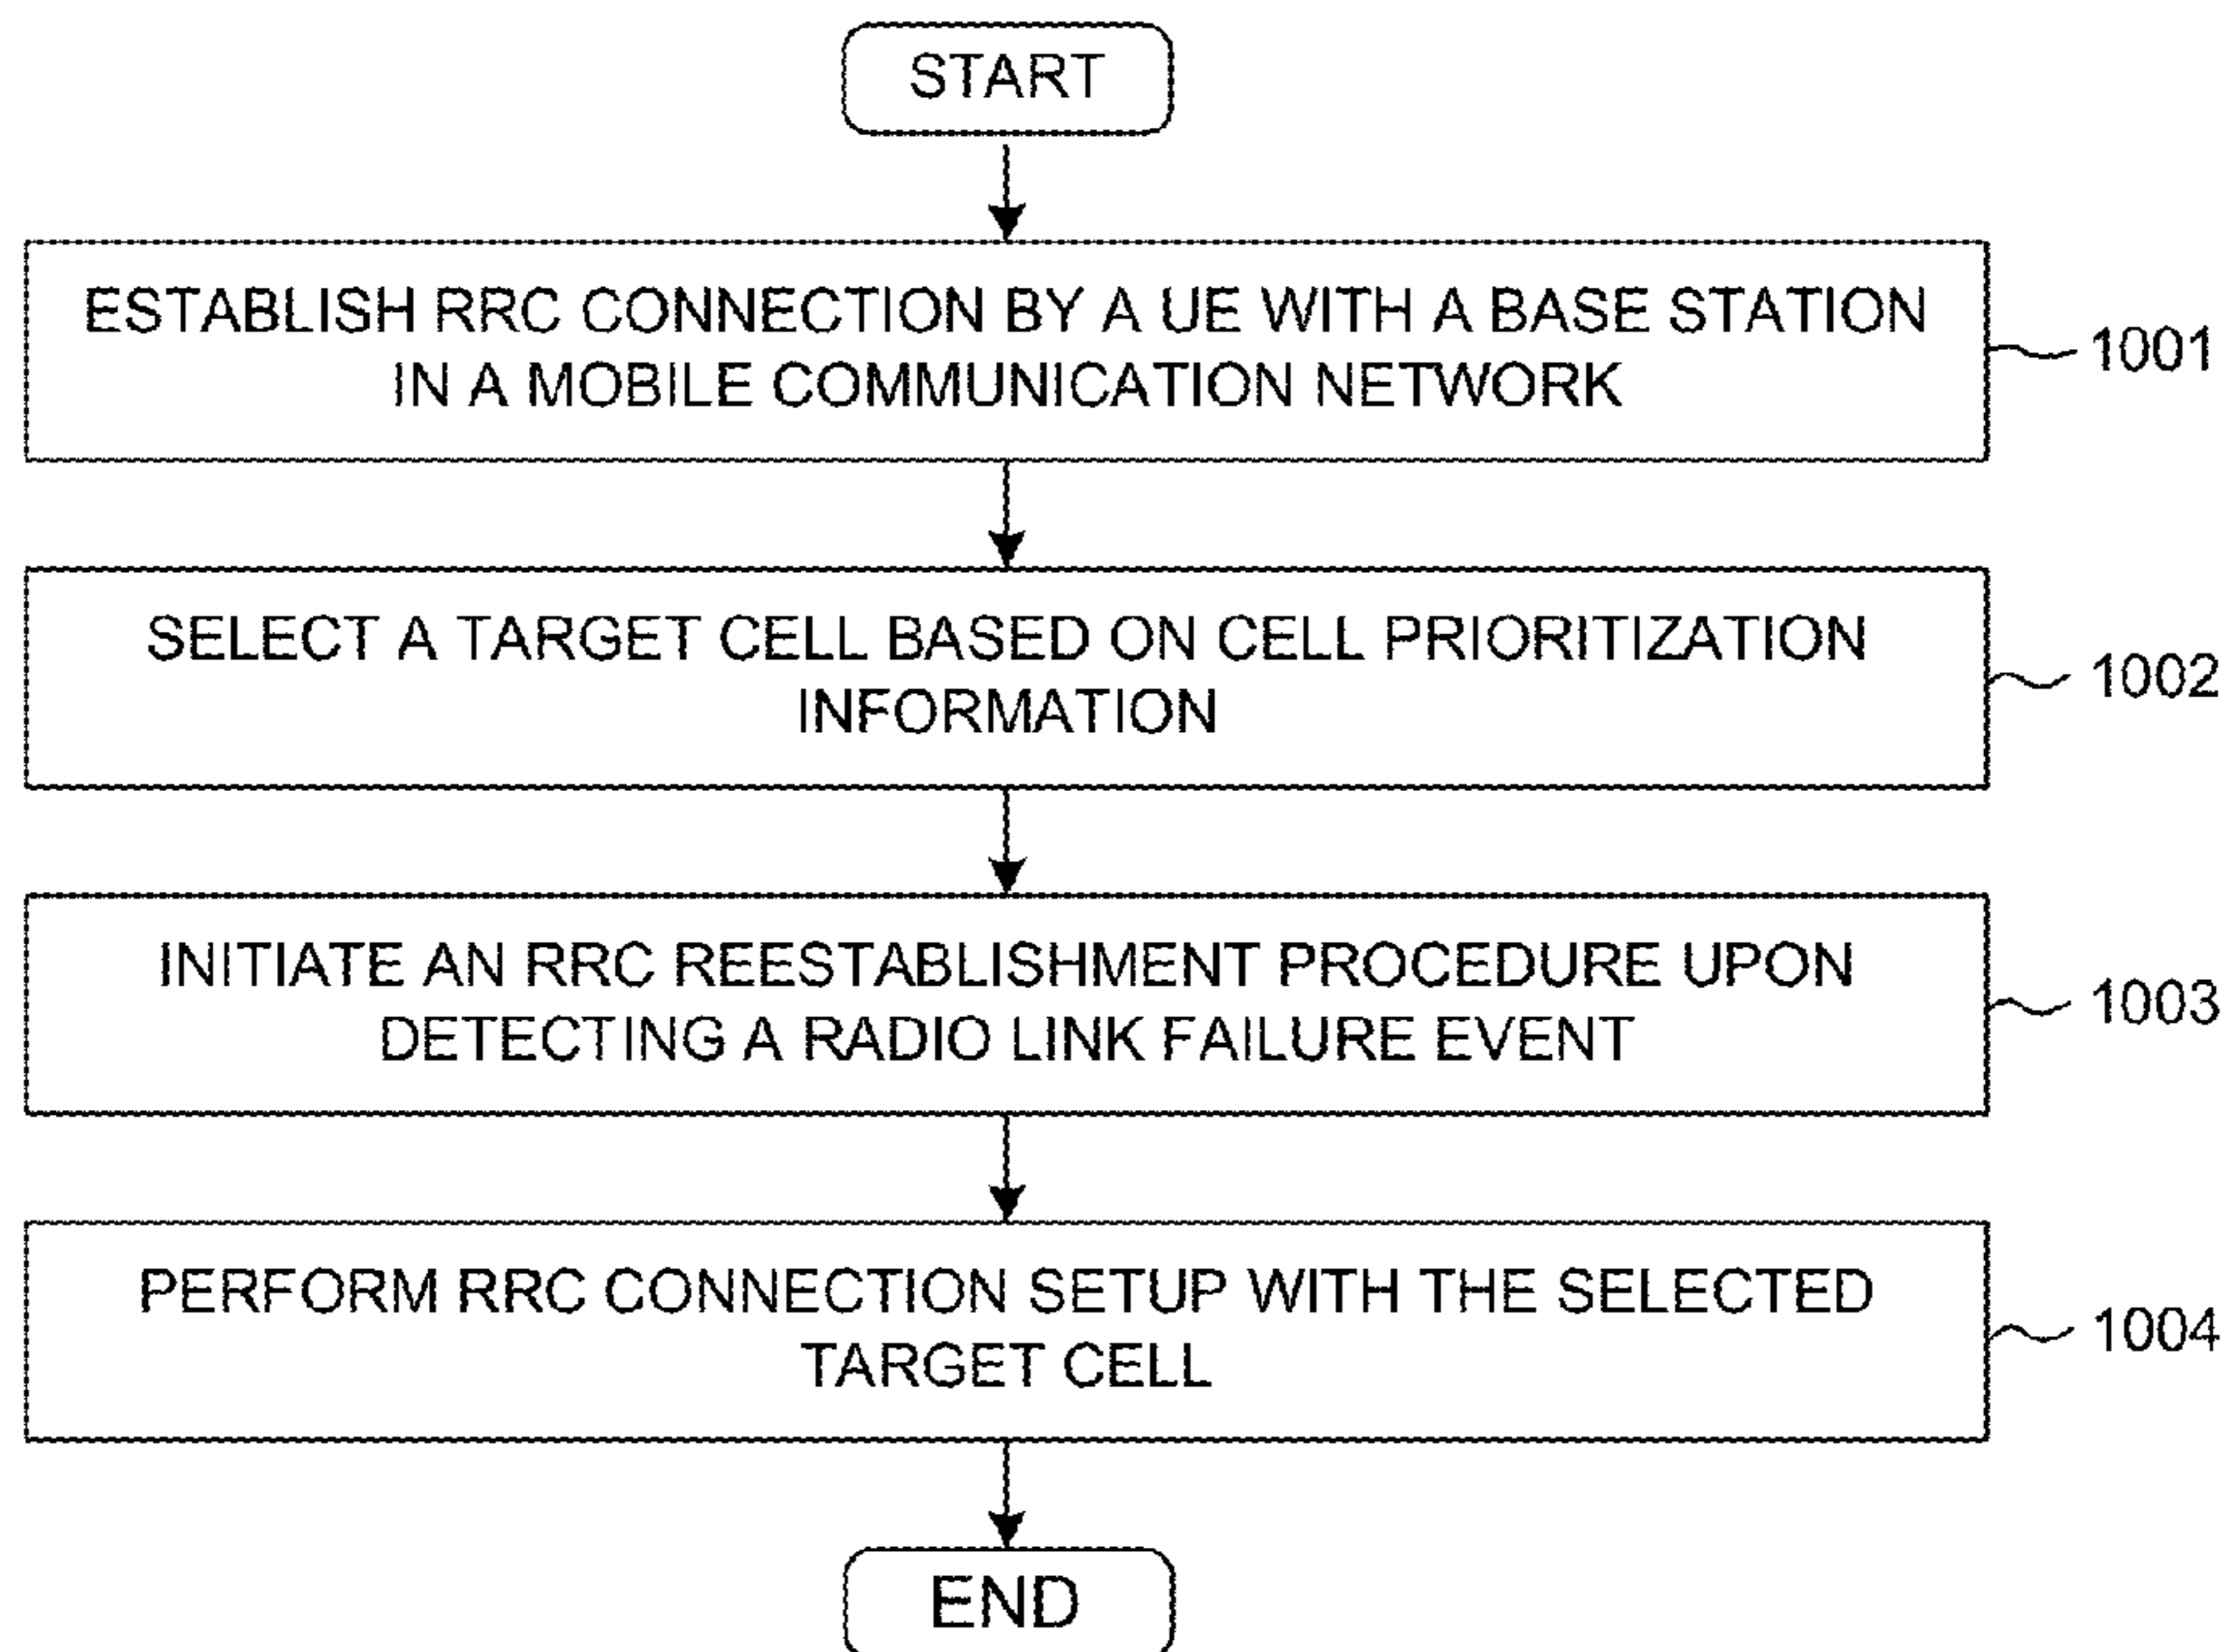 START
ESTABLISH RRC CONNECTION BY A UE WITH A BASE STATION
IN A MOBILE COMMUNICATION NETWORK
1001
SELECT A TARGET CELL BASED ON CELL PRIORITIZATION
INFORMATION
1002
INITIATE AN RRC REESTABLISHMENT PROCEDURE UPON
DETECTING A RADIO LINK FAILURE EVENT
1003
PERFORM RRC CONNECTION SETUP WITH THE SELECTED
TARGET CELL
1004
END